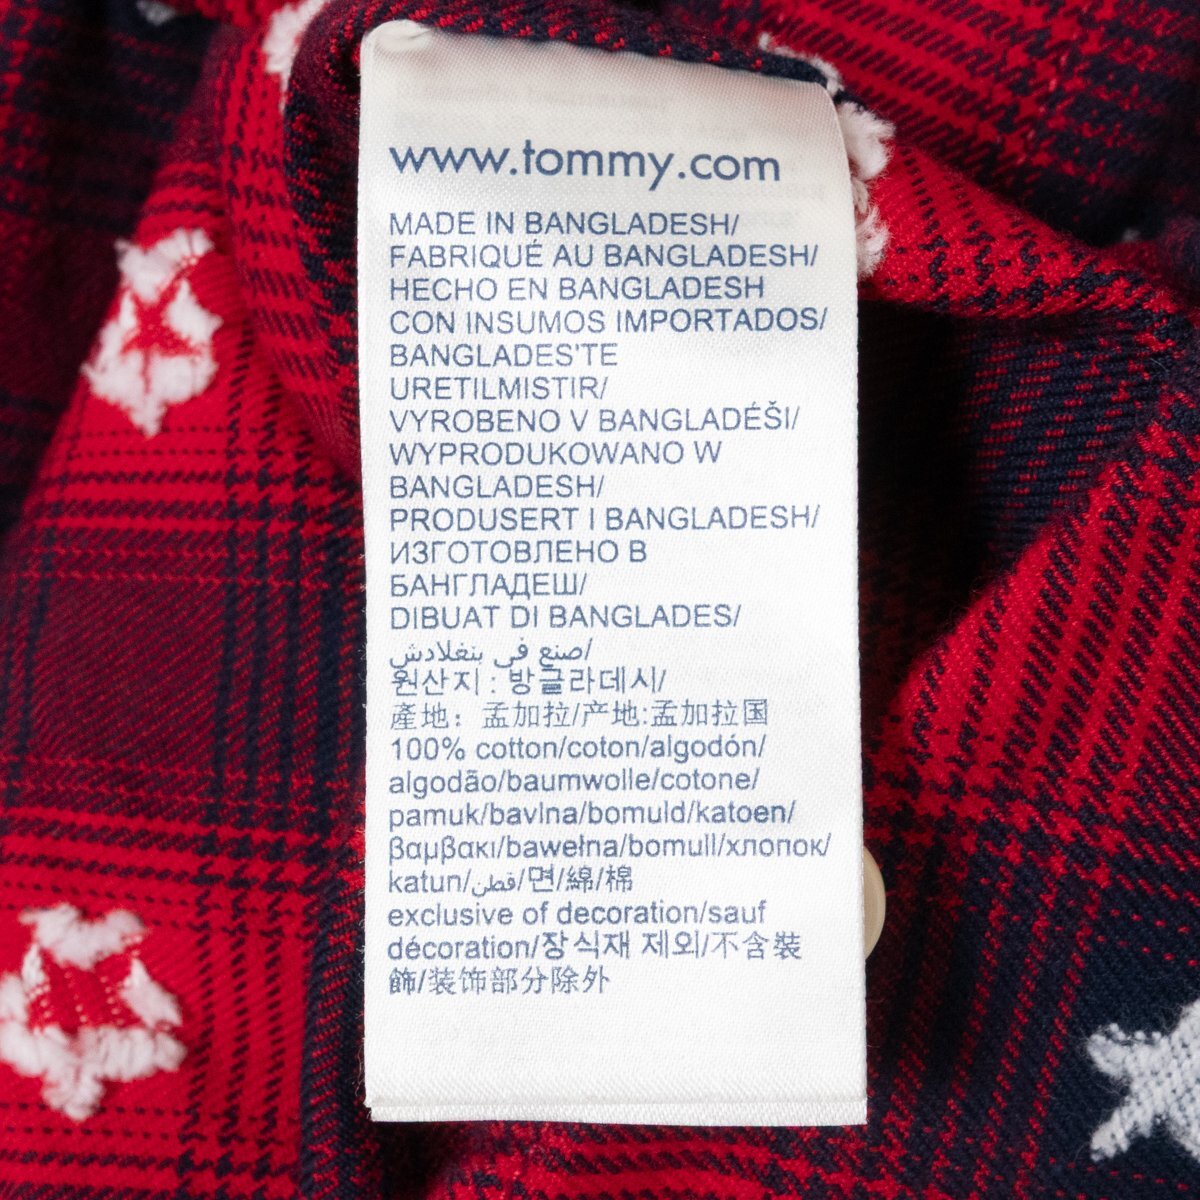 www.tommy.com
MADE IN BANGLADESH/
FABRIQUÉ AU BANGLADESH/
HECHO EN BANGLADESH
CON INSUMOS IMPORTADOS/
BANGLADES'TE
URETILMISTIR/
VYROBENO V BANGLADÉŠI/
WYPRODUKOWANO W
BANGLADESH/
PRODUSERT I BANGLADESH/
ИЗГОТОВЛЕНО В
БАНГЛАДЕШ/
DIBUAT DI BANGLADES/
صنع في بنغلادش/
원산지 : 방글라데시/
產地：孟加拉/产地:孟加拉国
100% cotton/coton/algodón/
algodão/baumwolle/cotone/
pamuk/bavlna/bomuld/katoen/
βαμβακι/bawełna/bomull/хлопок/
katun/قطن/면/綿/棉
exclusive of decoration/sauf
décoration/장식재 제외/不含裝
飾/装饰部分除外